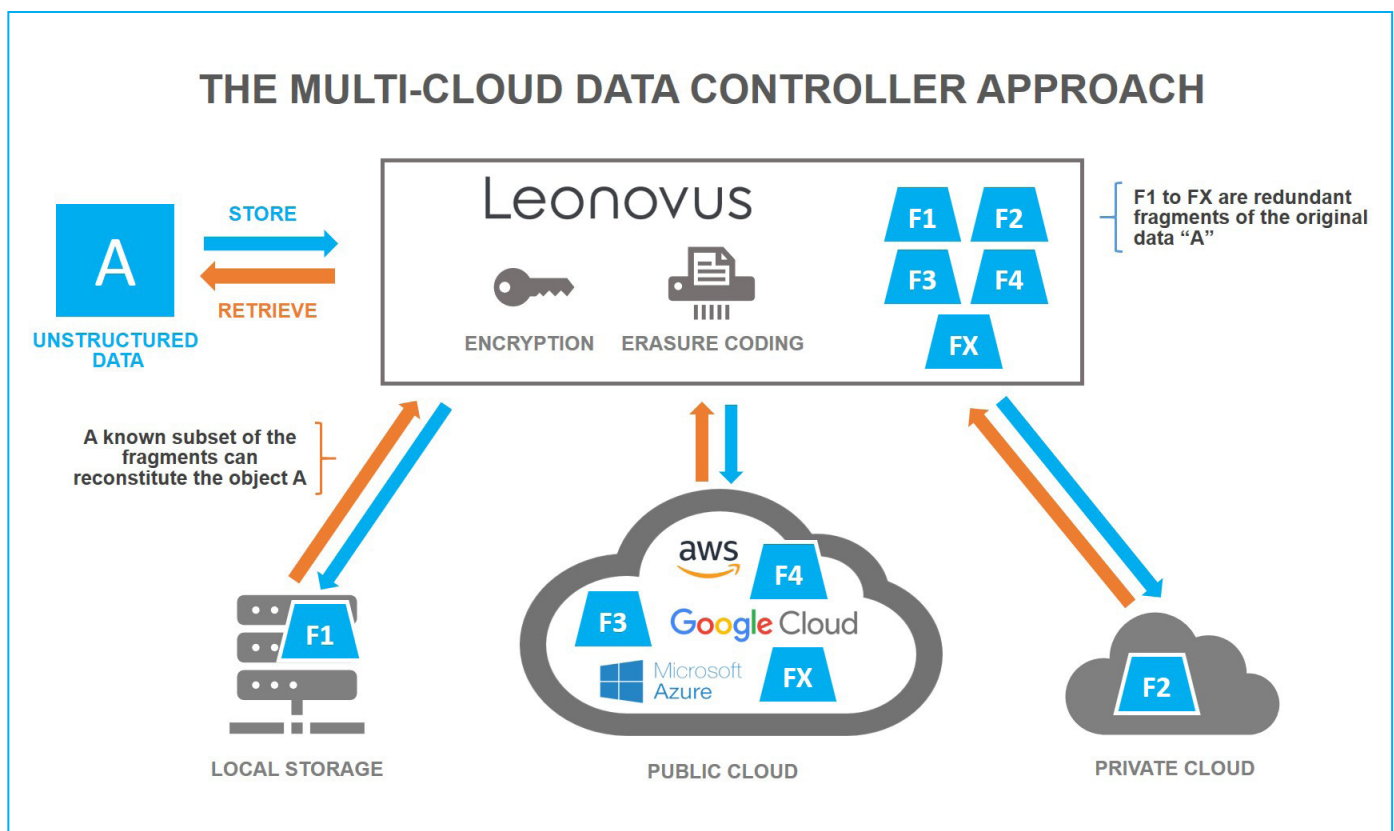 THE MULTI-CLOUD DATA CONTROLLER APPROACH
A
UNSTRUCTURED
DATA
STORE
RETRIEVE
Leonovus
ENCRYPTION
ERASURE CODING
F1
F2
F3
F4
FX
F1 to FX are redundant
fragments of the original
data “A”
A known subset of the
fragments can
reconstitute the object A
F1
LOCAL STORAGE
aws
F4
F3
Google Cloud
Microsoft
Azure
FX
PUBLIC CLOUD
F2
PRIVATE CLOUD